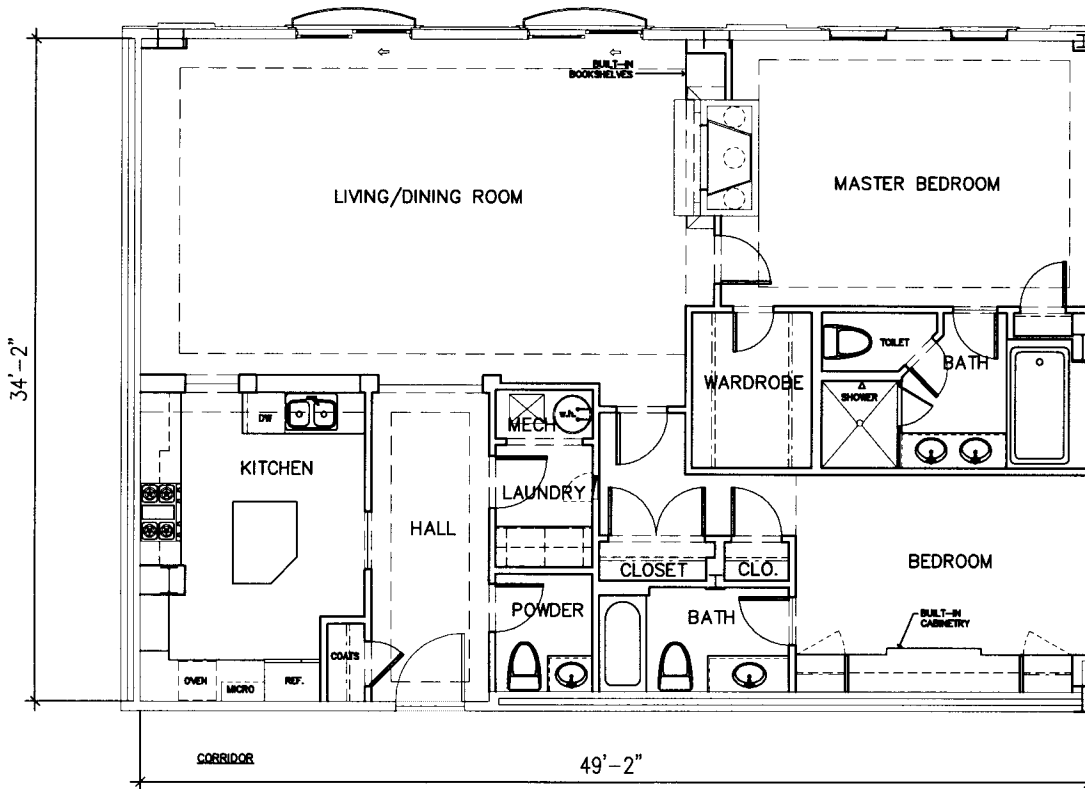 BUILT-IN
BOOKSHELVES
LIVING/DINING ROOM
MASTER BEDROOM
34'-2"
TOILET
BATH
WARDROBE
SHOWER
w.h.
MECH
DW
KITCHEN
LAUNDRY
HALL
CLOSET
CLO.
BEDROOM
POWDER
BATH
BUILT-IN
CABINETRY
COATS
OVEN
MICRO
REF.
CORRIDOR
49'-2"